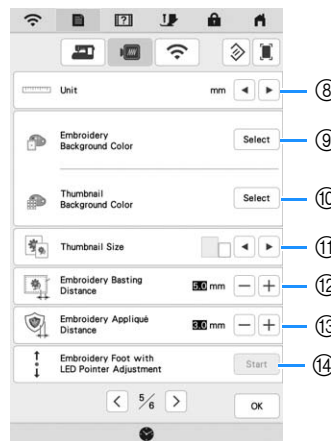 Unit mm ⑧
Embroidery
Background Color Select ⑨
Thumbnail
Background Color Select ⑩
Thumbnail Size ⑪
Embroidery Basting
Distance 5.0 mm − + ⑫
Embroidery Appliqué
Distance 3.0 mm − + ⑬
Embroidery Foot with
LED Pointer Adjustment Start ⑭
< 5/6 > OK